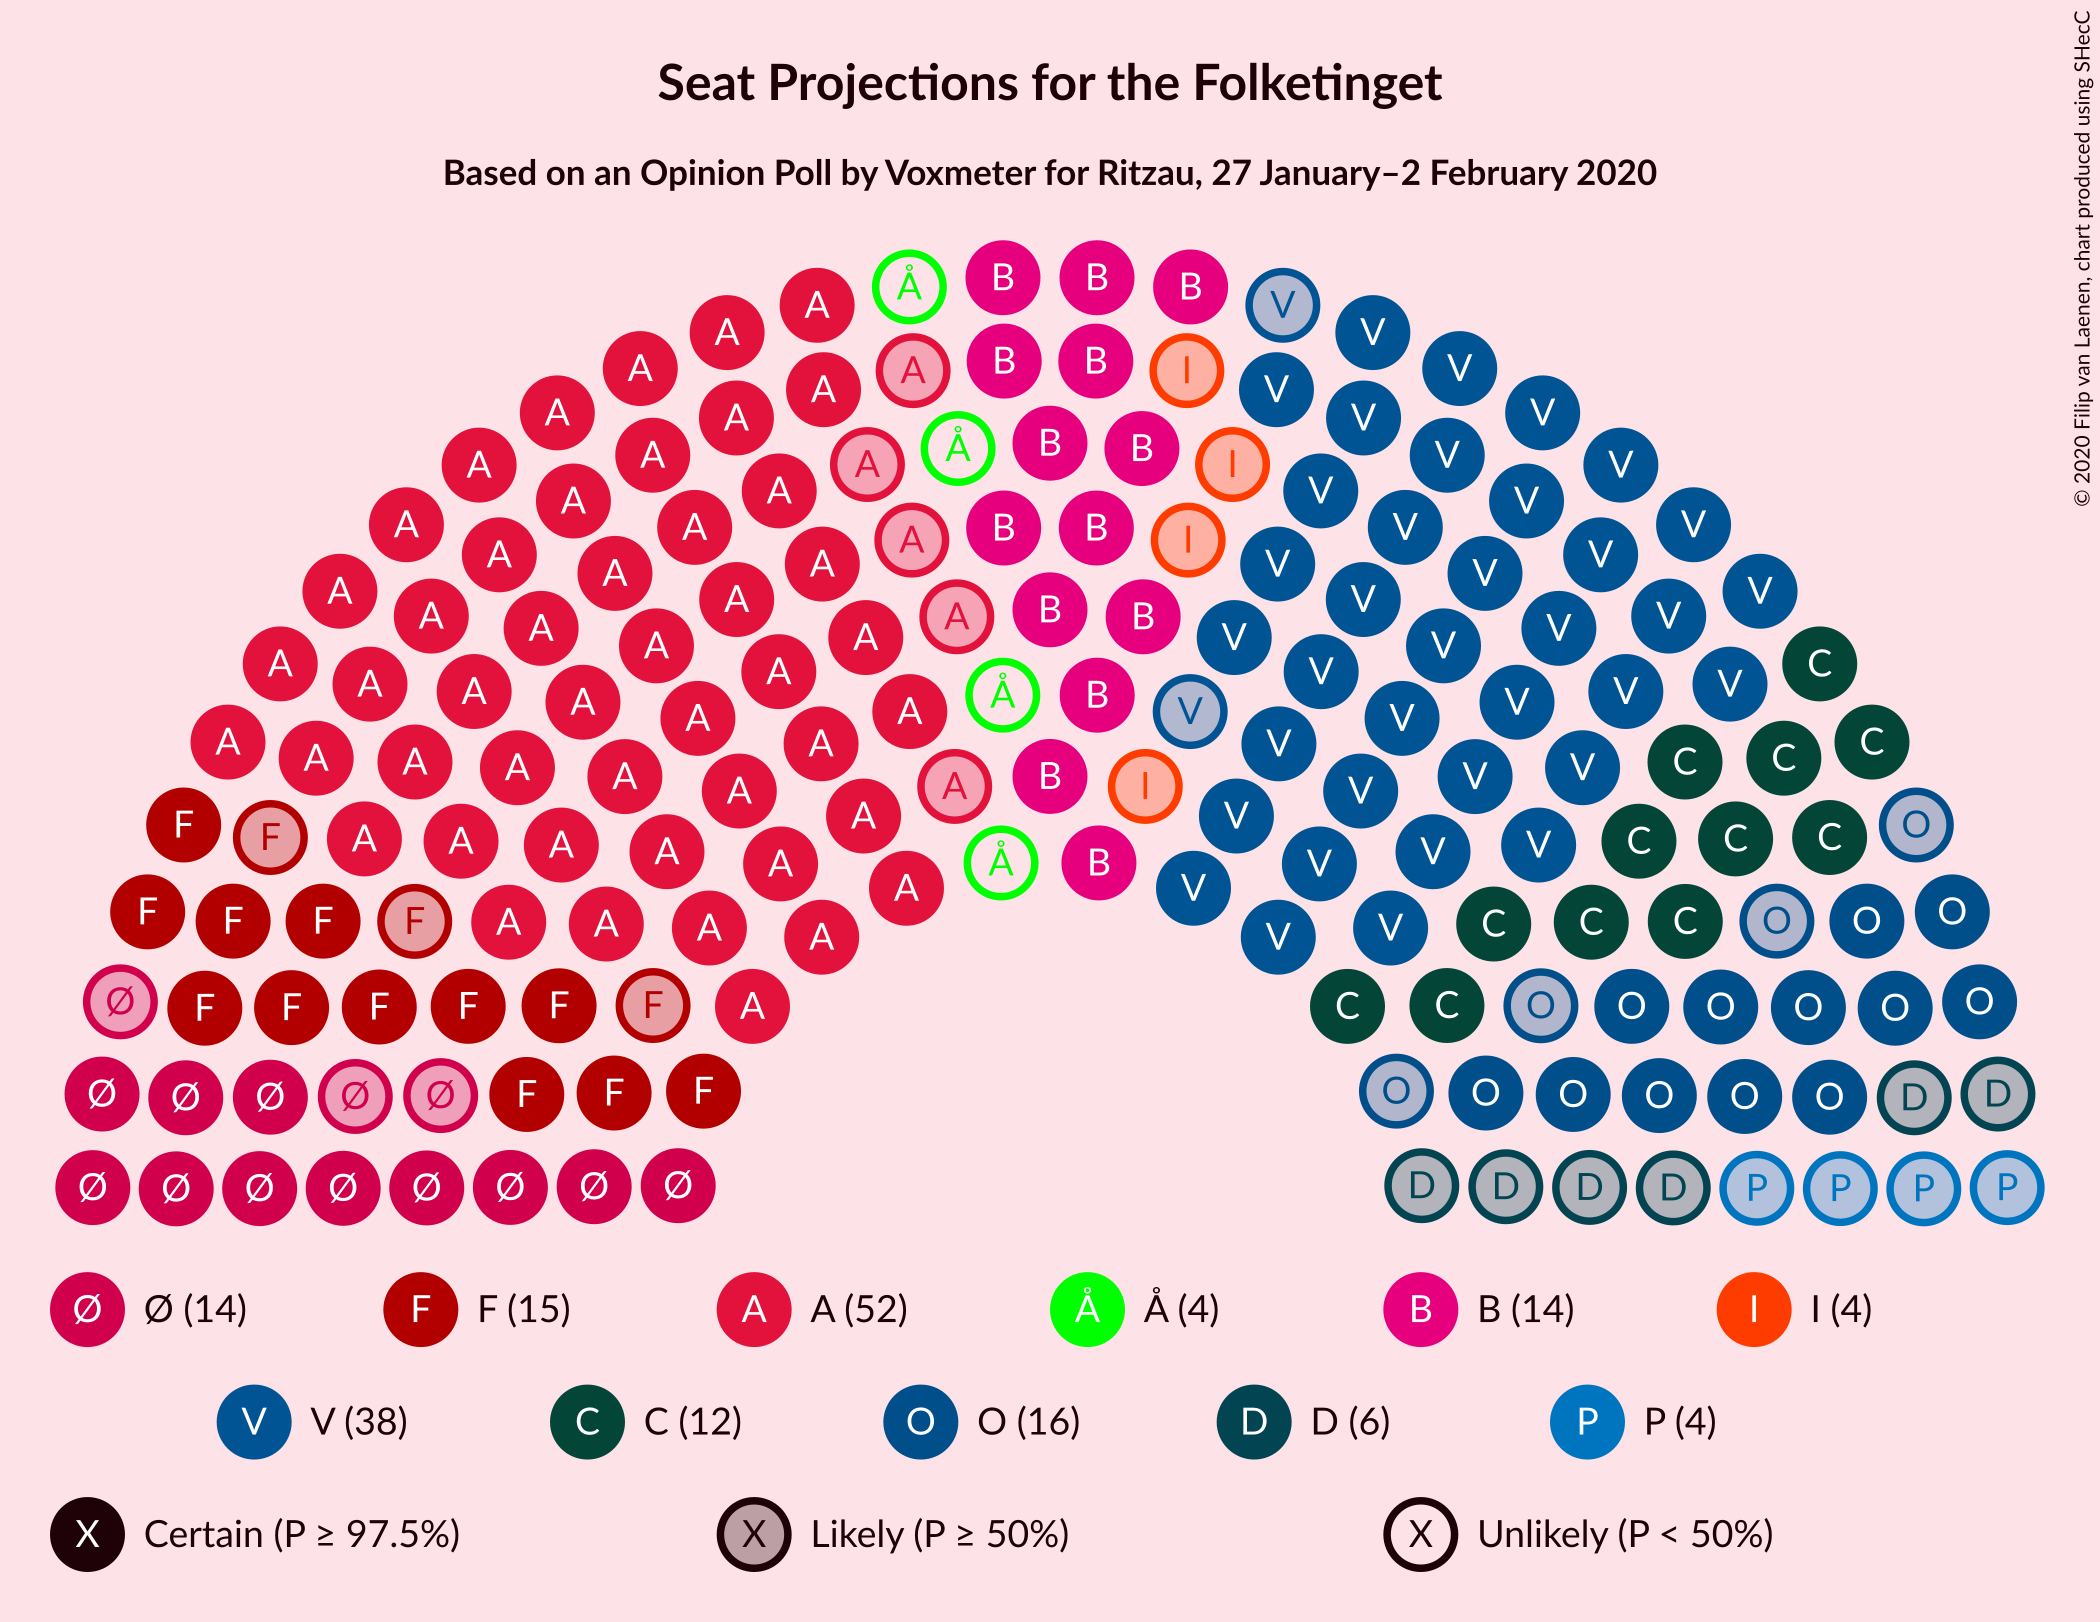 Seat Projections for the Folketinget
Based on an Opinion Poll by Voxmeter for Ritzau, 27 January–2 February 2020
© 2020 Filip van Laenen, chart produced using SHecC
Å B B B V
A V
A B B I
A V
A A V V
A V
A Å B B I
A V
A A V V
A V
A A V V
A B B I
A V
A A V V
A V
A A V V
A B B V
A A V V
A A V V
A C
A A V V
A Å B V
A A V V
A A V V
A C
A A V V
A A C C
A A V V
A B I
A A V V
F O
A A V V
F A C C
A A V C
Å B
A A V V
A V
F O
F F F A A A V C C C O O
A V
Ø O
F F F F F F A C C O O O O O
Ø Ø Ø Ø Ø F F F O O O O O O D D
Ø Ø Ø Ø Ø Ø Ø Ø D D D D P P P P
Ø Ø (14) F F (15) A A (52) Å Å (4) B B (14) I I (4)
V V (38) C C (12) O O (16) D D (6) P P (4)
X Certain (P ≥ 97.5%) X Likely (P ≥ 50%) X Unlikely (P < 50%)